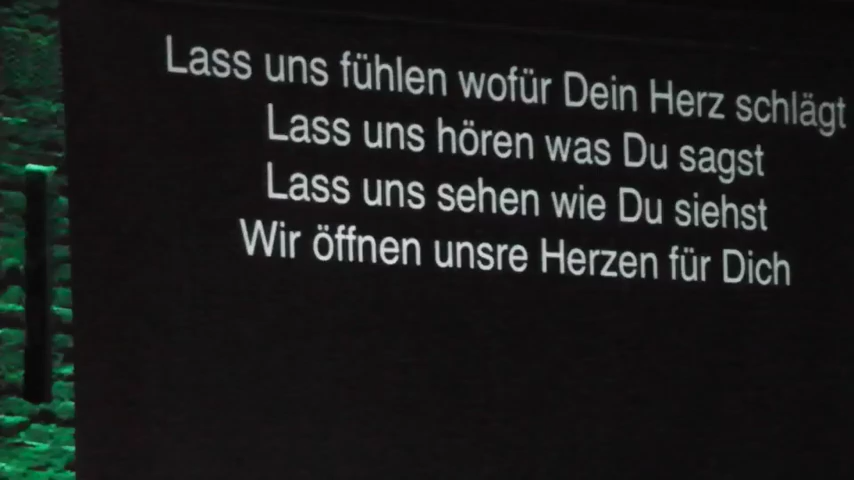 Lass uns fühlen wofür Dein Herz schlägt
Lass uns hören was Du sagst
Lass uns sehen wie Du siehst
Wir öffnen unsre Herzen für Dich